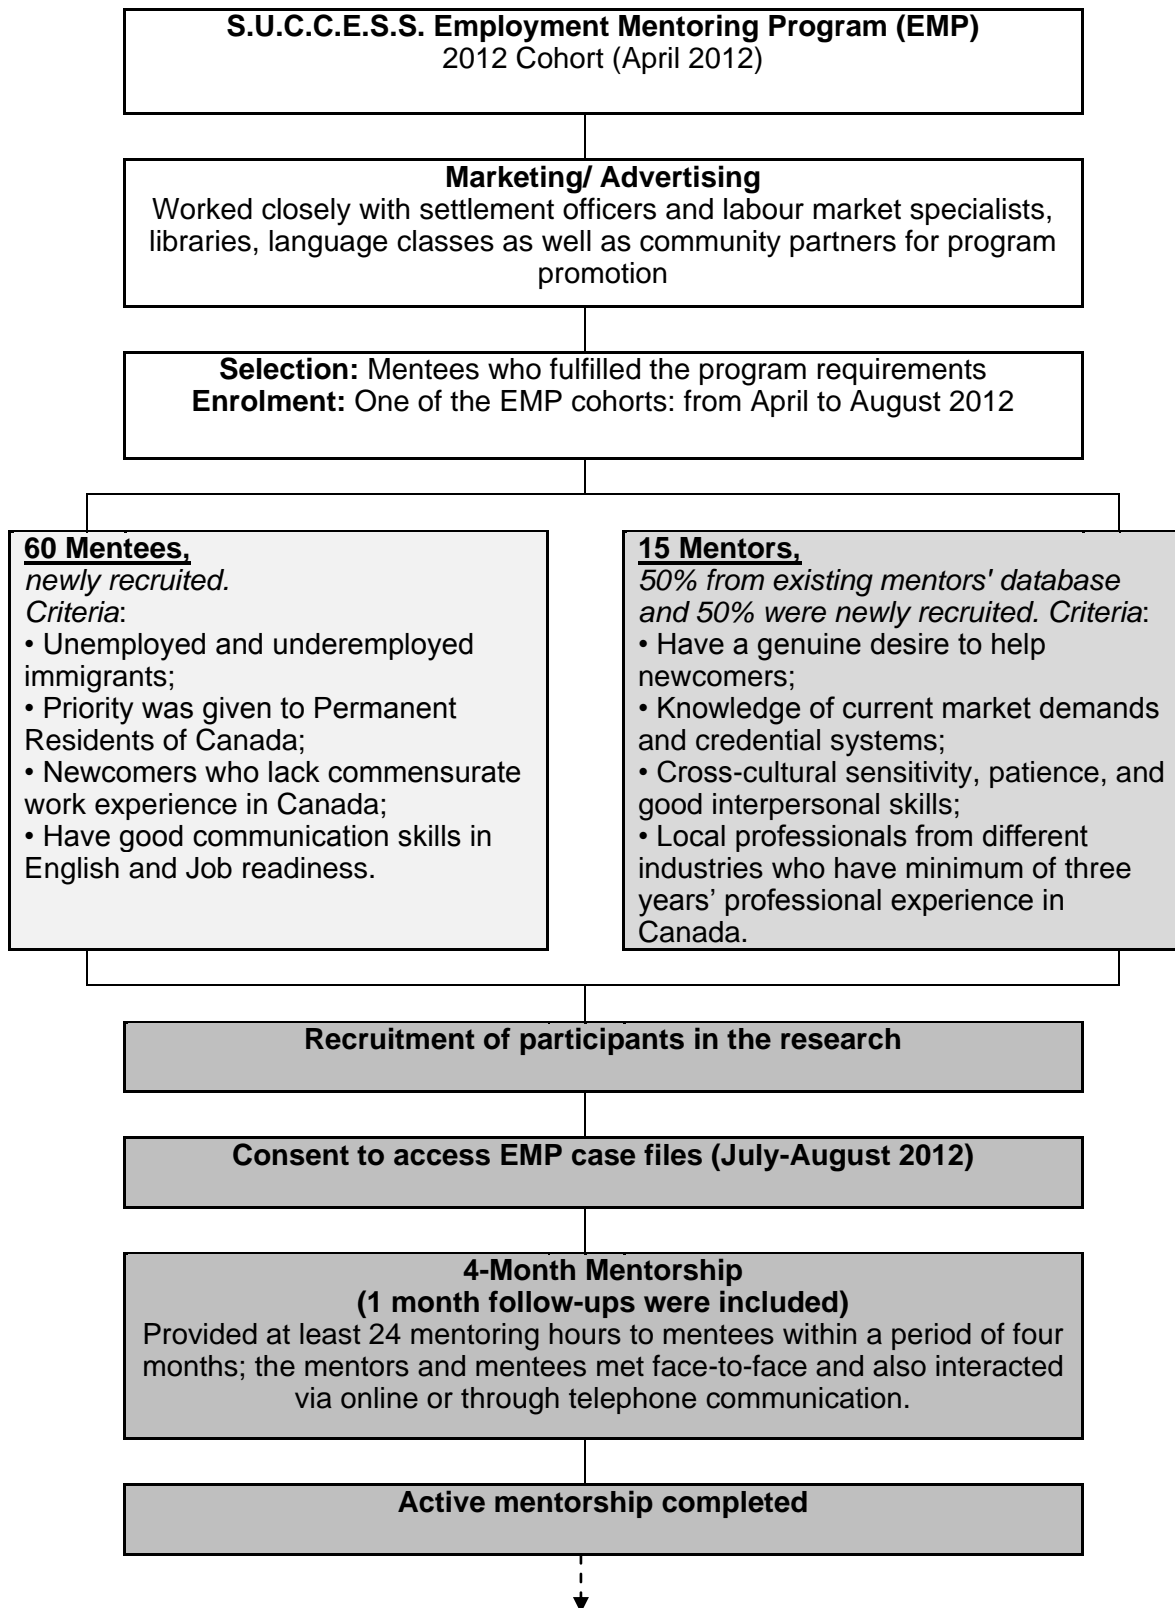 S.U.C.C.E.S.S. Employment Mentoring Program (EMP)
2012 Cohort (April 2012)
Marketing/ Advertising
Worked closely with settlement officers and labour market specialists,
libraries, language classes as well as community partners for program
promotion
Selection: Mentees who fulfilled the program requirements
Enrolment: One of the EMP cohorts: from April to August 2012
60 Mentees,
newly recruited.
Criteria:
• Unemployed and underemployed
immigrants;
• Priority was given to Permanent
Residents of Canada;
• Newcomers who lack commensurate
work experience in Canada;
• Have good communication skills in
English and Job readiness.
15 Mentors,
50% from existing mentors' database
and 50% were newly recruited. Criteria:
• Have a genuine desire to help
newcomers;
• Knowledge of current market demands
and credential systems;
• Cross-cultural sensitivity, patience, and
good interpersonal skills;
• Local professionals from different
industries who have minimum of three
years’ professional experience in
Canada.
Recruitment of participants in the research
Consent to access EMP case files (July-August 2012)
4-Month Mentorship
(1 month follow-ups were included)
Provided at least 24 mentoring hours to mentees within a period of four
months; the mentors and mentees met face-to-face and also interacted
via online or through telephone communication.
Active mentorship completed